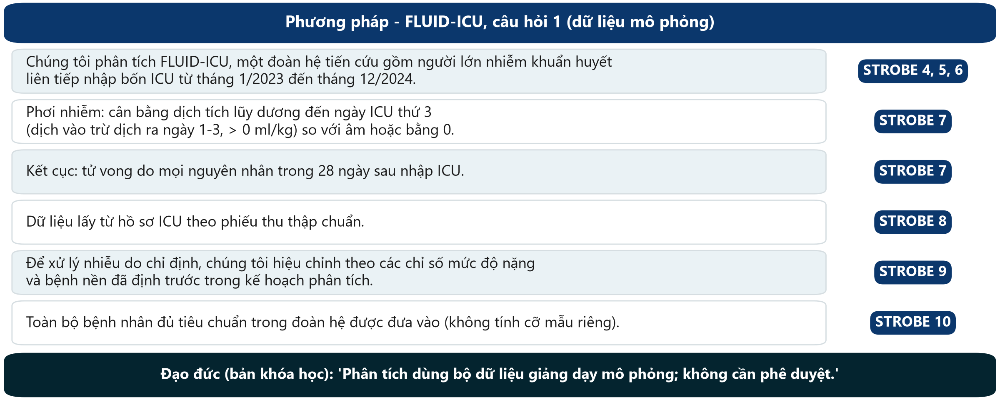 Phương pháp - FLUID-ICU, câu hỏi 1 (dữ liệu mô phỏng)
Chúng tôi phân tích FLUID-ICU, một đoàn hệ tiến cứu gồm người lớn nhiễm khuẩn huyết
liên tiếp nhập bốn ICU từ tháng 1/2023 đến tháng 12/2024.
STROBE 4, 5, 6
Phơi nhiễm: cân bằng dịch tích lũy dương đến ngày ICU thứ 3
(dịch vào trừ dịch ra ngày 1-3, > 0 ml/kg) so với âm hoặc bằng 0.
STROBE 7
Kết cục: tử vong do mọi nguyên nhân trong 28 ngày sau nhập ICU.
STROBE 7
Dữ liệu lấy từ hồ sơ ICU theo phiếu thu thập chuẩn.
STROBE 8
Để xử lý nhiễu do chỉ định, chúng tôi hiệu chỉnh theo các chỉ số mức độ nặng
và bệnh nền đã định trước trong kế hoạch phân tích.
STROBE 9
Toàn bộ bệnh nhân đủ tiêu chuẩn trong đoàn hệ được đưa vào (không tính cỡ mẫu riêng).
STROBE 10
Đạo đức (bản khóa học): 'Phân tích dùng bộ dữ liệu giảng dạy mô phỏng; không cần phê duyệt.'